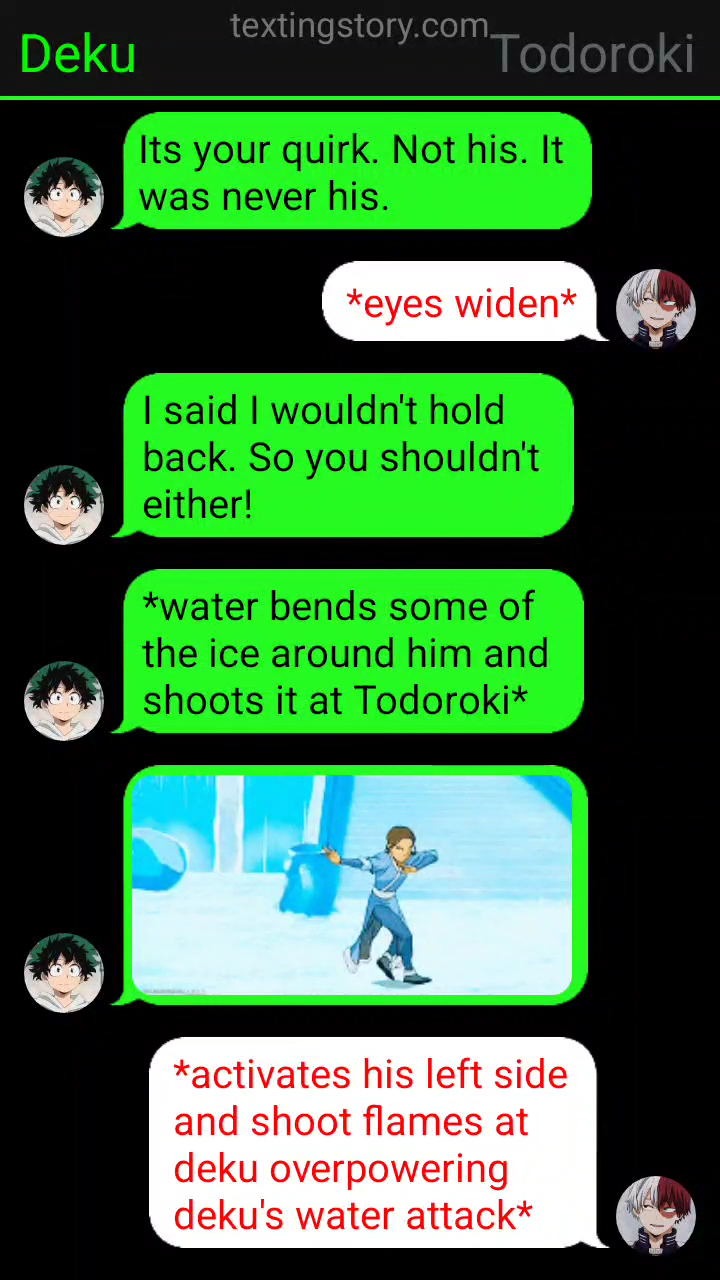 textingstory.com
Deku
Todoroki
Its your quirk. Not his. It
was never his.
*eyes widen*
I said I wouldn't hold
back. So you shouldn't
either!
*water bends some of
the ice around him and
shoots it at Todoroki*
*activates his left side
and shoot flames at
deku overpowering
deku's water attack*